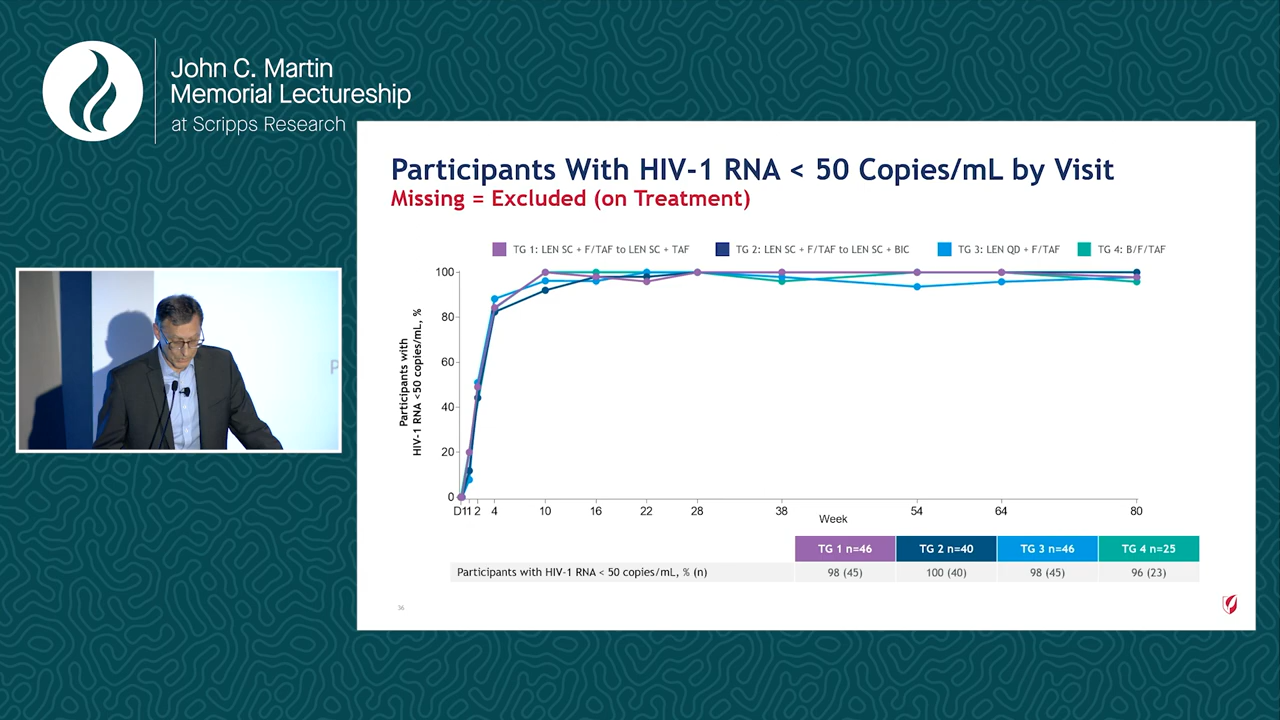 John C. Martin
Memorial Lectureship
at Scripps Research
Participants With HIV-1 RNA < 50 Copies/mL by Visit
Missing = Excluded (on Treatment)
TG 1: LEN SC + F/TAF to LEN SC + TAF
TG 2: LEN SC + F/TAF to LEN SC + BIC
TG 3: LEN QD + F/TAF
TG 4: B/F/TAF
Participants with
HIV-1 RNA <50 copies/mL, %
100
80
60
40
20
0
D1 1 2 4 10 16 22 28 38 54 64 80
Week
TG 1 n=46 TG 2 n=40 TG 3 n=46 TG 4 n=25
Participants with HIV-1 RNA < 50 copies/mL, % (n) 98 (45) 100 (40) 98 (45) 96 (23)
36
P